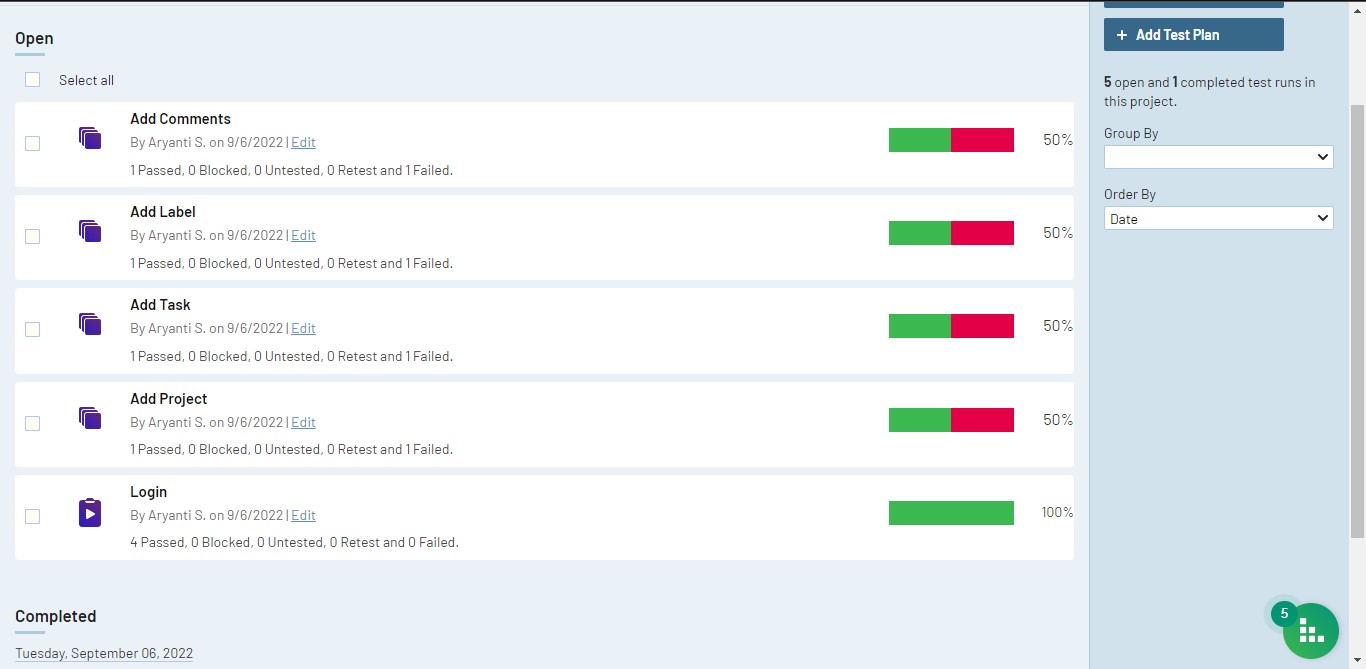 Open
Select all
Add Comments
By Aryanti S. on 9/6/2022 | Edit
1 Passed, 0 Blocked, 0 Untested, 0 Retest and 1 Failed.
50%
Add Label
By Aryanti S. on 9/6/2022 | Edit
1 Passed, 0 Blocked, 0 Untested, 0 Retest and 1 Failed.
50%
Add Task
By Aryanti S. on 9/6/2022 | Edit
1 Passed, 0 Blocked, 0 Untested, 0 Retest and 1 Failed.
50%
Add Project
By Aryanti S. on 9/6/2022 | Edit
1 Passed, 0 Blocked, 0 Untested, 0 Retest and 1 Failed.
50%
Login
By Aryanti S. on 9/6/2022 | Edit
4 Passed, 0 Blocked, 0 Untested, 0 Retest and 0 Failed.
100%
Completed
Tuesday, September 06, 2022
+ Add Test Plan
5 open and 1 completed test runs in
this project.
Group By
Order By
Date
5